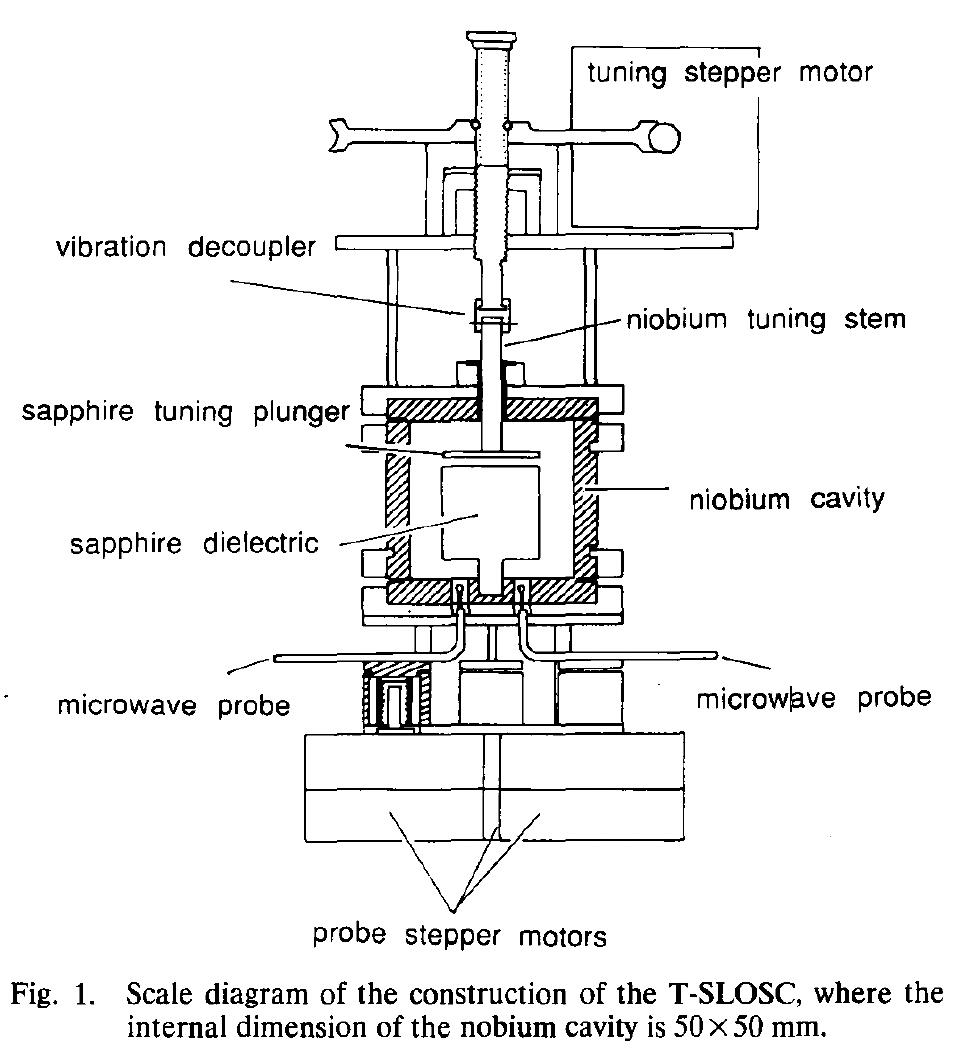 tuning stepper motor
vibration decoupler
niobium tuning stem
sapphire tuning plunger
niobium cavity
sapphire dielectric
microwave probe
microwave probe
probe stepper motors
Fig. 1. Scale diagram of the construction of the T-SLOSC, where the
internal dimension of the nobium cavity is 50×50 mm.